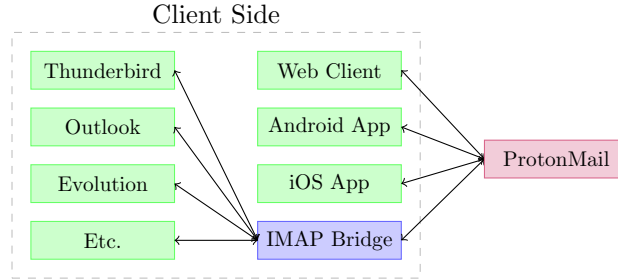 Client Side
Thunderbird
Web Client
Outlook
Android App
ProtonMail
Evolution
iOS App
Etc.
IMAP Bridge